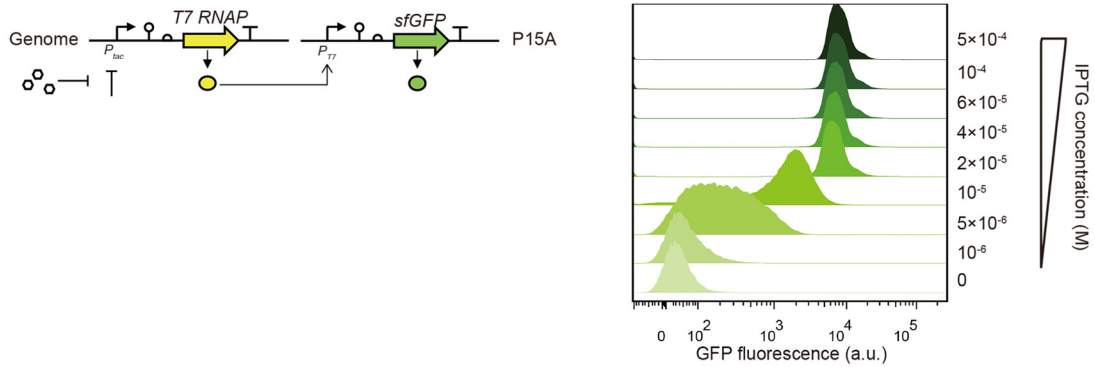 T7 RNAP
sfGFP
Genome
P15A
Ptac
PT7
5×10⁻⁴
10⁻⁴
6×10⁻⁵
4×10⁻⁵
2×10⁻⁵
10⁻⁵
5×10⁻⁶
10⁻⁶
0
IPTG concentration (M)
0 10² 10³ 10⁴ 10⁵
GFP fluorescence (a.u.)